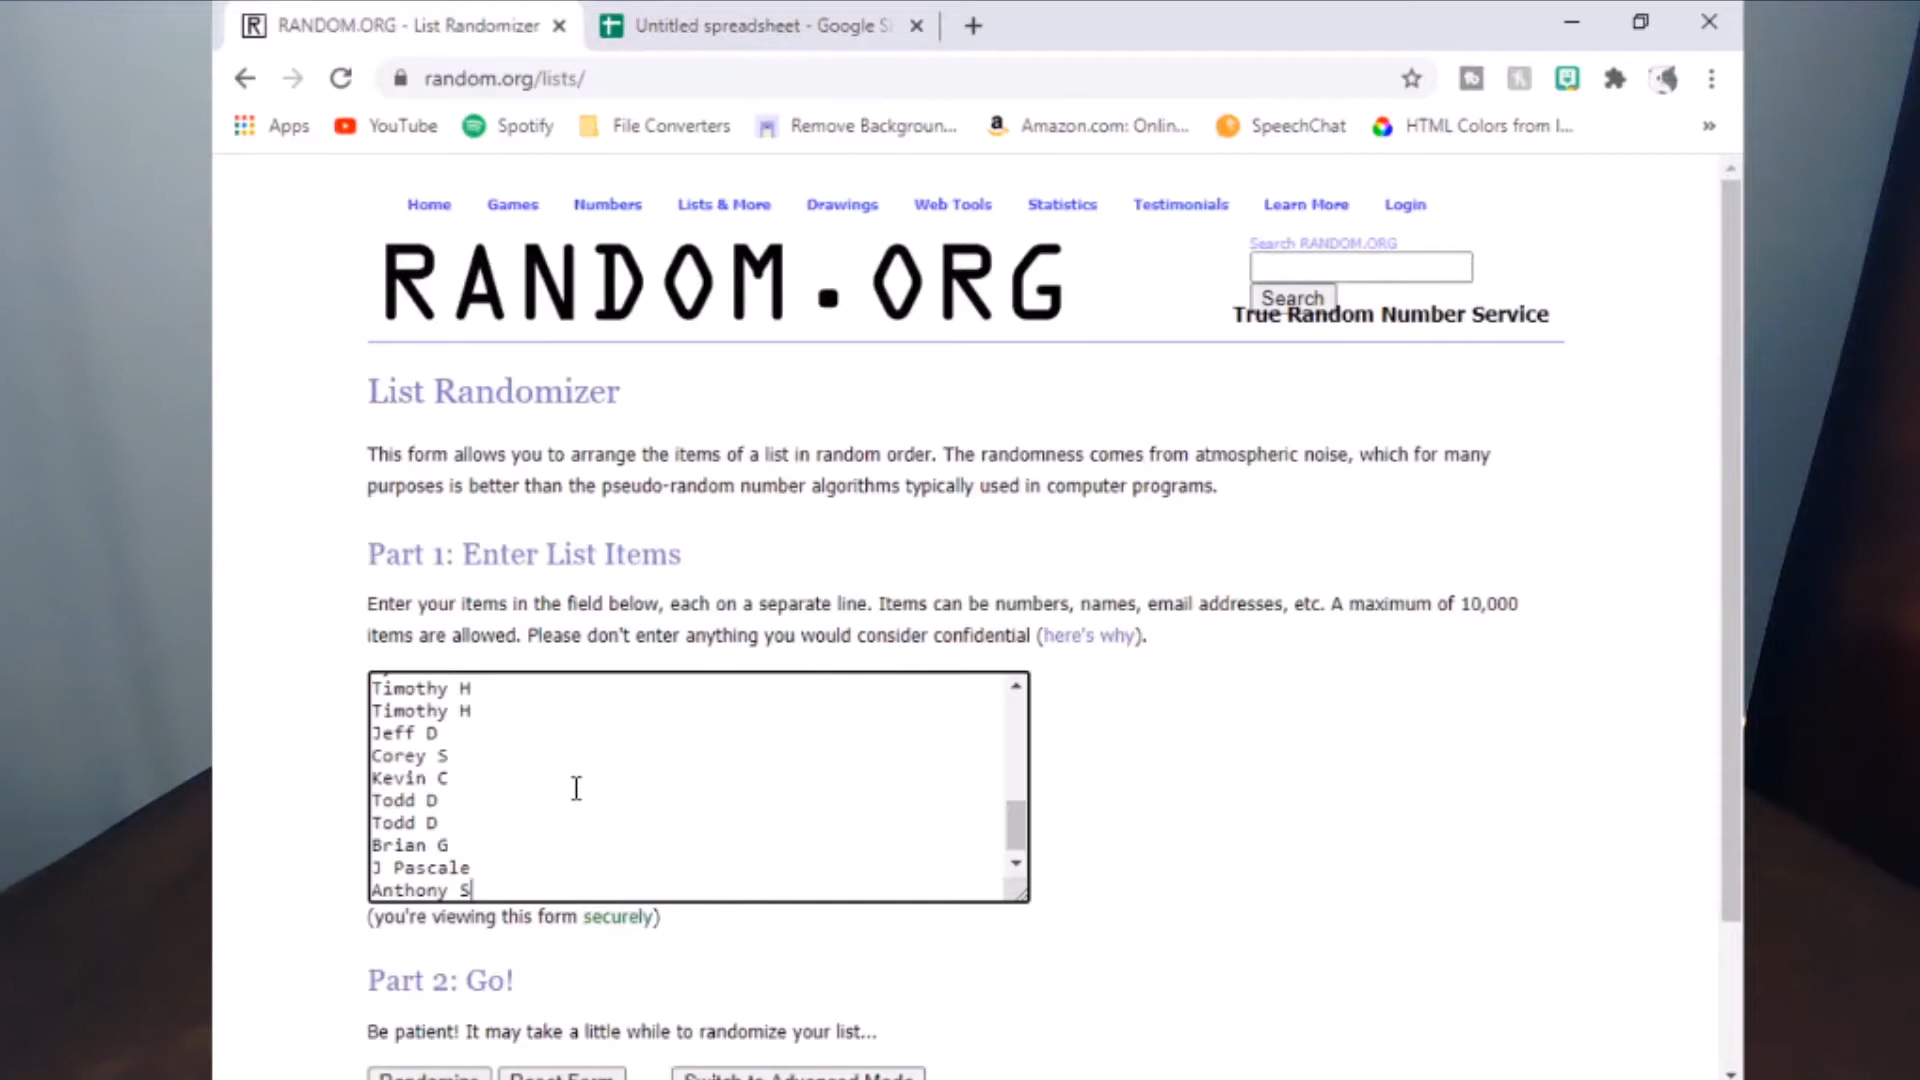 RANDOM.ORG - List Randomizer
Untitled spreadsheet - Google S
random.org/lists/
Apps YouTube Spotify File Converters Remove Backgroun... Amazon.com: Onlin... SpeechChat HTML Colors from I...
Home Games Numbers Lists & More Drawings Web Tools Statistics Testimonials Learn More Login
RANDOM.ORG
Search RANDOM.ORG
Search
True Random Number Service
List Randomizer
This form allows you to arrange the items of a list in random order. The randomness comes from atmospheric noise, which for many
purposes is better than the pseudo-random number algorithms typically used in computer programs.
Part 1: Enter List Items
Enter your items in the field below, each on a separate line. Items can be numbers, names, email addresses, etc. A maximum of 10,000
items are allowed. Please don't enter anything you would consider confidential (here's why).
Timothy H
Timothy H
Jeff D
Corey S
Kevin C
Todd D
Todd D
Brian G
J Pascale
Anthony S
(you're viewing this form securely)
Part 2: Go!
Be patient! It may take a little while to randomize your list...
Randomize Reset Form Switch to Advanced Mode